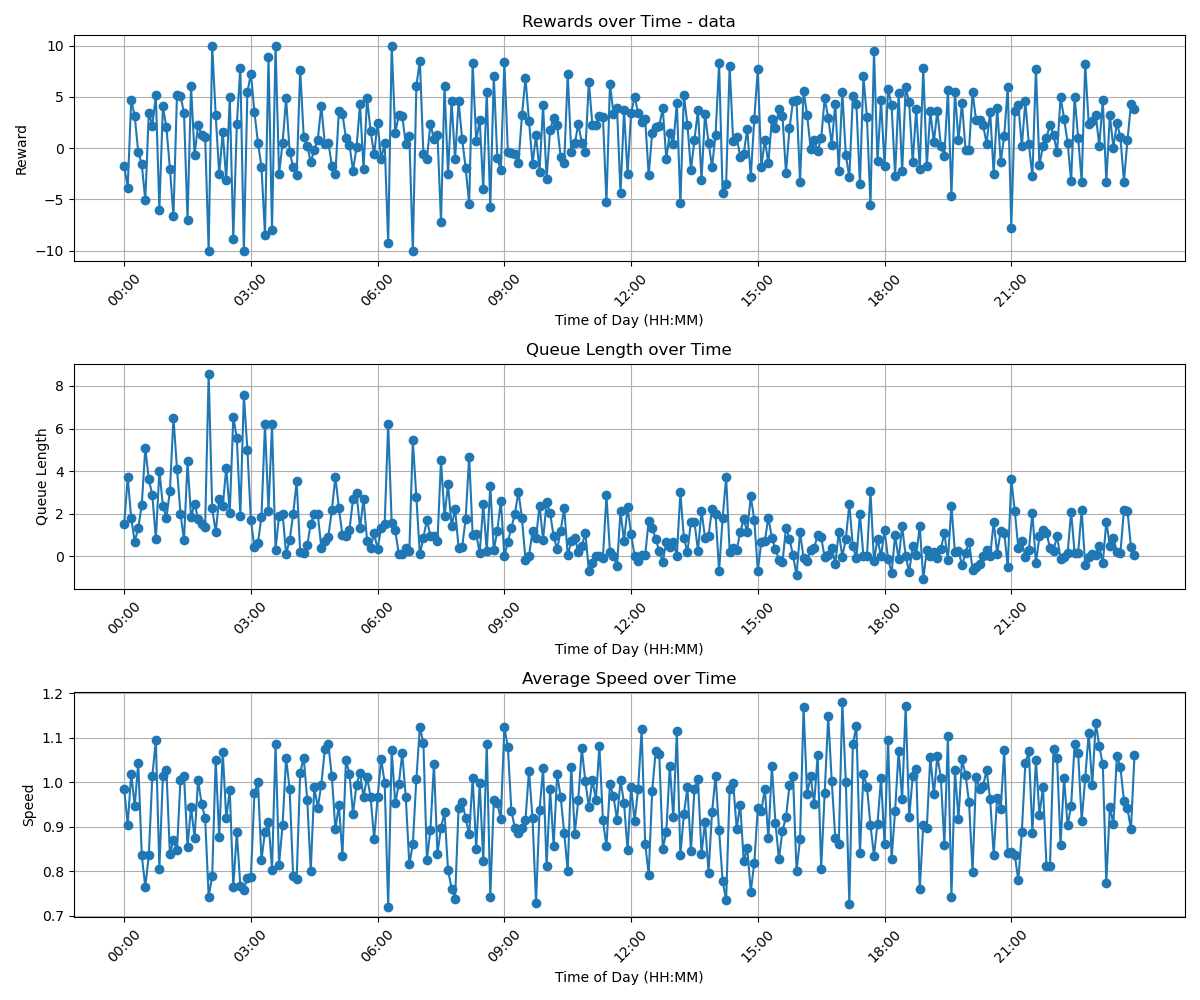 Rewards over Time - data
10
5
0
−5
−10
Reward
00:00 03:00 06:00 09:00 12:00 15:00 18:00 21:00
Time of Day (HH:MM)
Queue Length over Time
8
6
4
2
0
Queue Length
00:00 03:00 06:00 09:00 12:00 15:00 18:00 21:00
Time of Day (HH:MM)
Average Speed over Time
1.2
1.1
1.0
0.9
0.8
0.7
Speed
00:00 03:00 06:00 09:00 12:00 15:00 18:00 21:00
Time of Day (HH:MM)